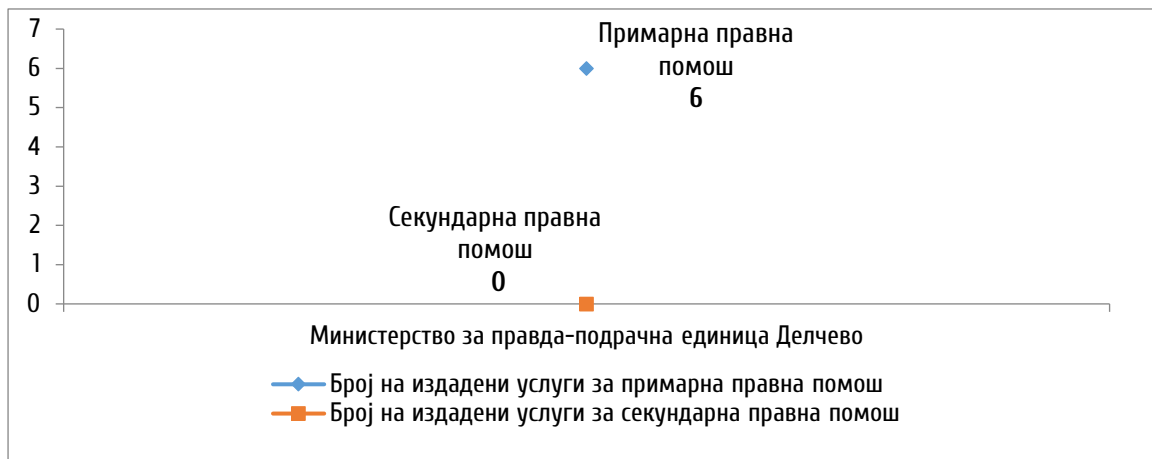 7
6
5
4
3
2
1
0
Примарна правна
помош
6
Секундарна правна
помош
0
Министерство за правда-подрачна единица Делчево
Број на издадени услуги за примарна правна помош
Број на издадени услуги за секундарна правна помош